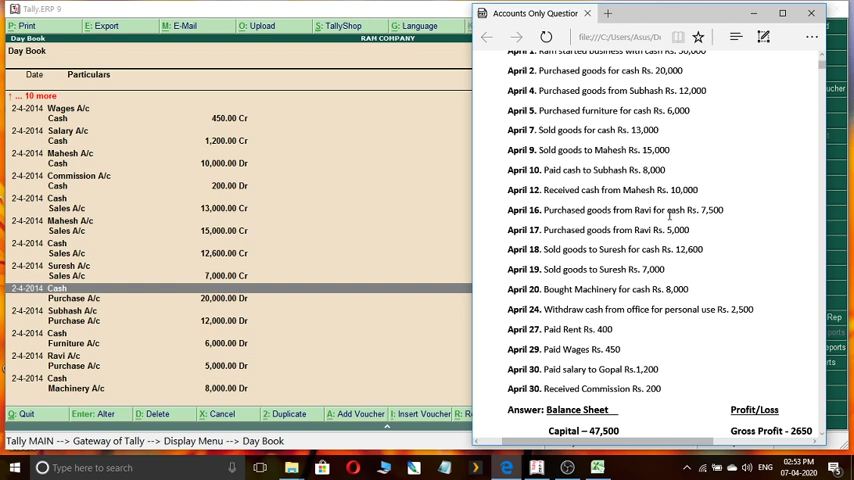 Tally.ERP 9
P: Print
E: Export
M: E-Mail
O: Upload
S: TallyShop
G: Language
Day Book
RAM COMPANY
Day Book
Date Particulars
↑ ... 10 more
2-4-2014 Wages A/c
Cash 450.00 Cr
2-4-2014 Salary A/c
Cash 1,200.00 Cr
2-4-2014 Mahesh A/c
Cash 10,000.00 Dr
2-4-2014 Commission A/c
Cash 200.00 Dr
2-4-2014 Cash
Sales A/c 13,000.00 Cr
2-4-2014 Mahesh A/c
Sales A/c 15,000.00 Cr
2-4-2014 Cash
Sales A/c 12,600.00 Cr
2-4-2014 Suresh A/c
Sales A/c 7,000.00 Cr
2-4-2014 Cash
Purchase A/c 20,000.00 Dr
2-4-2014 Subhash A/c
Purchase A/c 12,000.00 Dr
2-4-2014 Cash
Furniture A/c 6,000.00 Dr
2-4-2014 Ravi A/c
Purchase A/c 5,000.00 Dr
2-4-2014 Cash
Machinery A/c 8,000.00 Dr
Q: Quit
Enter: Alter
D: Delete
X: Cancel
2: Duplicate
A: Add Voucher
I: Insert Voucher
Tally MAIN --> Gateway of Tally --> Display Menu --> Day Book
Accounts Only Question
file:///C:/Users/Asus/De
April 2. Purchased goods for cash Rs. 20,000
April 4. Purchased goods from Subhash Rs. 12,000
April 5. Purchased furniture for cash Rs. 6,000
April 7. Sold goods for cash Rs. 13,000
April 9. Sold goods to Mahesh Rs. 15,000
April 10. Paid cash to Subhash Rs. 8,000
April 12. Received cash from Mahesh Rs. 10,000
April 16. Purchased goods from Ravi for cash Rs. 7,500
April 17. Purchased goods from Ravi Rs. 5,000
April 18. Sold goods to Suresh for cash Rs. 12,600
April 19. Sold goods to Suresh Rs. 7,000
April 20. Bought Machinery for cash Rs. 8,000
April 24. Withdraw cash from office for personal use Rs. 2,500
April 27. Paid Rent Rs. 400
April 29. Paid Wages Rs. 450
April 30. Paid salary to Gopal Rs.1,200
April 30. Received Commission Rs. 200
Answer: Balance Sheet Profit/Loss
Capital – 47,500 Gross Profit - 2650
Type here to search
ENG
02:53 PM
07-04-2020